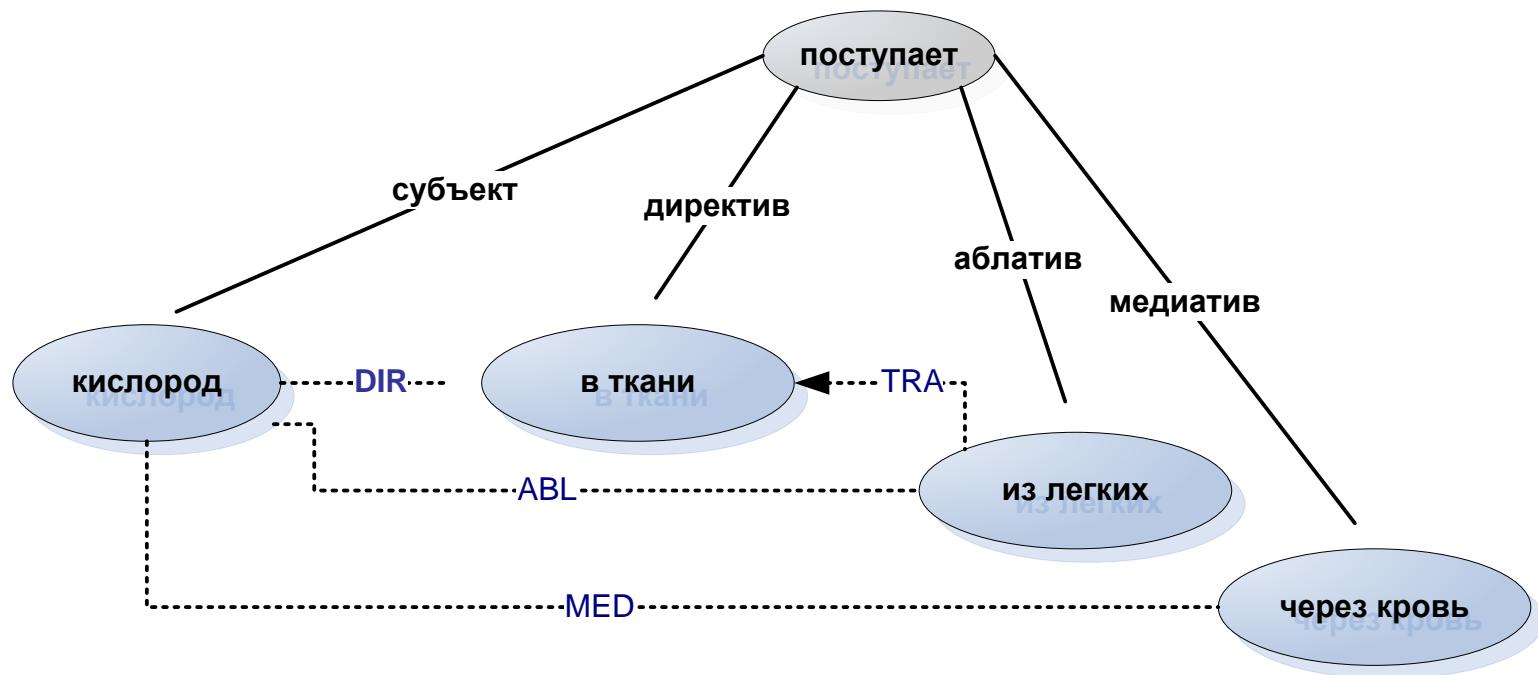 поступает
субъект
директив
аблатив
медиатив
кислород
DIR
в ткани
TRA
ABL
из легких
MED
через кровь